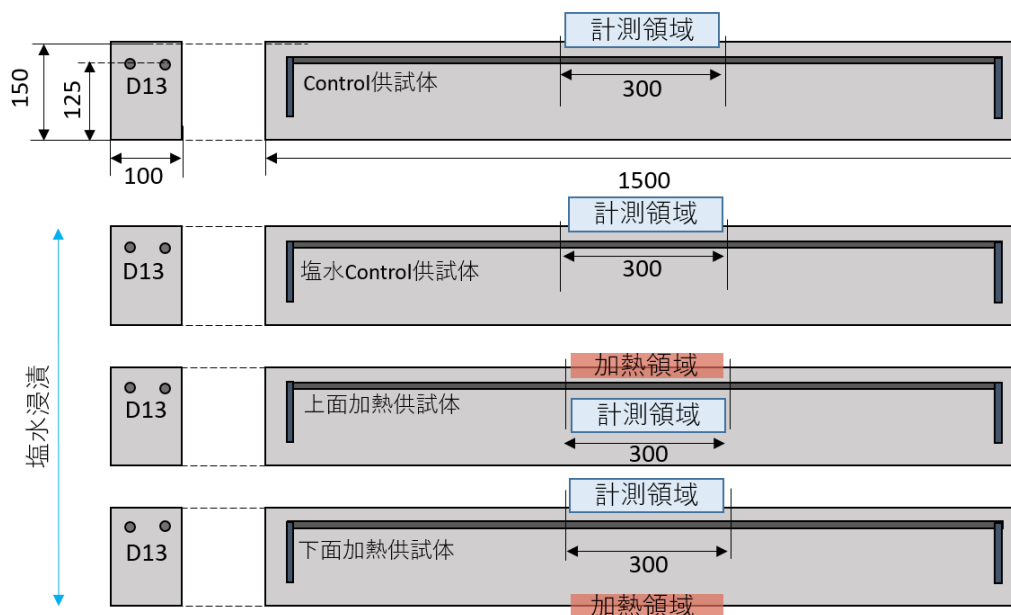 計測領域
150
125
D13
Control供試体
300
100
1500
計測領域
D13
塩水Control供試体
300
塩水浸漬
加熱領域
D13
上面加熱供試体
計測領域
300
計測領域
D13
下面加熱供試体
300
加熱領域